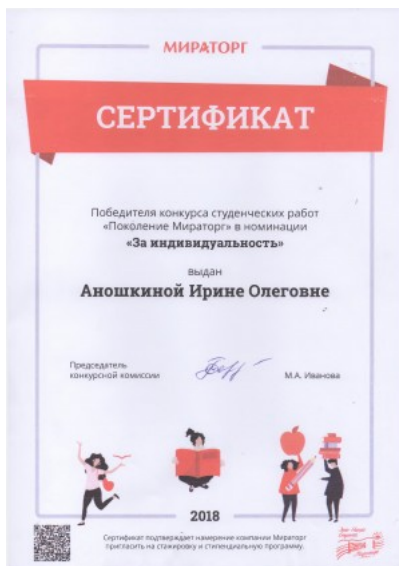 МИРАТОРГ
СЕРТИФИКАТ
Победителя конкурса студенческих работ
«Поколение Мираторг» в номинации
«За индивидуальность»
выдан
Аношкиной Ирине Олеговне
Председатель
конкурсной комиссии
М.А. Иванова
2018
Сертификат подтверждает намерение компании Мираторг
пригласить на стажировку и стипендиальную программу.